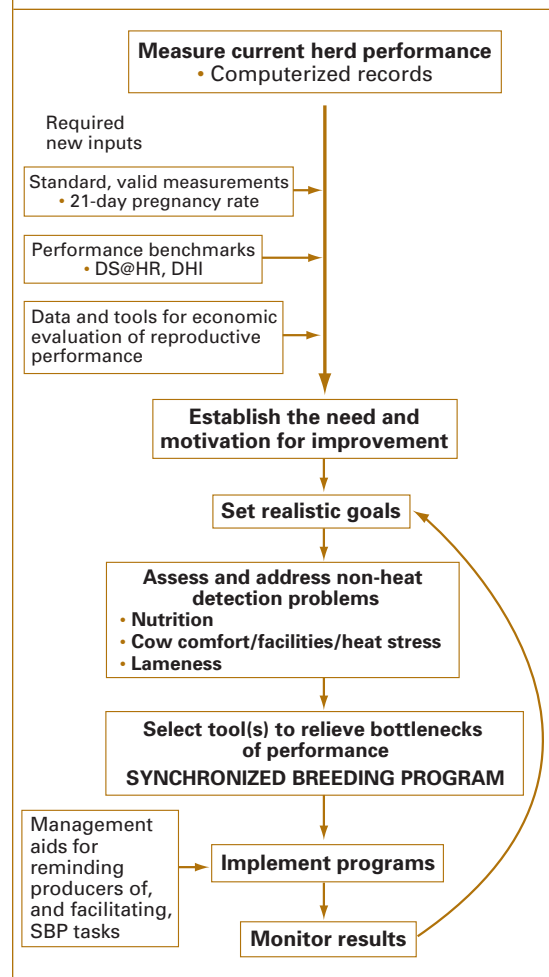 Measure current herd performance
• Computerized records
Required
new inputs
Standard, valid measurements
• 21-day pregnancy rate
Performance benchmarks
• DS@HR, DHI
Data and tools for economic
evaluation of reproductive
performance
Establish the need and
motivation for improvement
Set realistic goals
Assess and address non-heat
detection problems
• Nutrition
• Cow comfort/facilities/heat stress
• Lameness
Select tool(s) to relieve bottlenecks
of performance
SYNCHRONIZED BREEDING PROGRAM
Management
aids for
reminding
producers of,
and facilitating,
SBP tasks
Implement programs
Monitor results